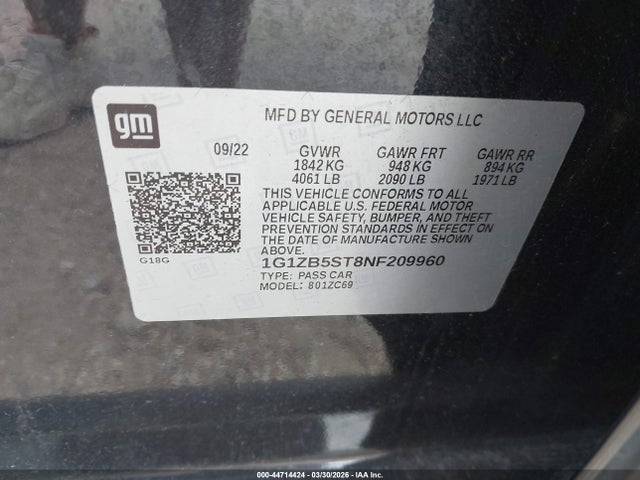 gm
MFD BY GENERAL MOTORS LLC
09/22 GVWR GAWR FRT GAWR RR
1842 KG 948 KG 894 KG
4061 LB 2090 LB 1971 LB
THIS VEHICLE CONFORMS TO ALL
APPLICABLE U.S. FEDERAL MOTOR
VEHICLE SAFETY, BUMPER, AND THEFT
PREVENTION STANDARDS IN EFFECT ON
THE DATE OF MANUFACTURE SHOWN
ABOVE.
G18G
1G1ZB5ST8NF209960
TYPE: PASS CAR
MODEL: 801ZC69
000-44714424 | 03/30/2026 | IAA Inc.